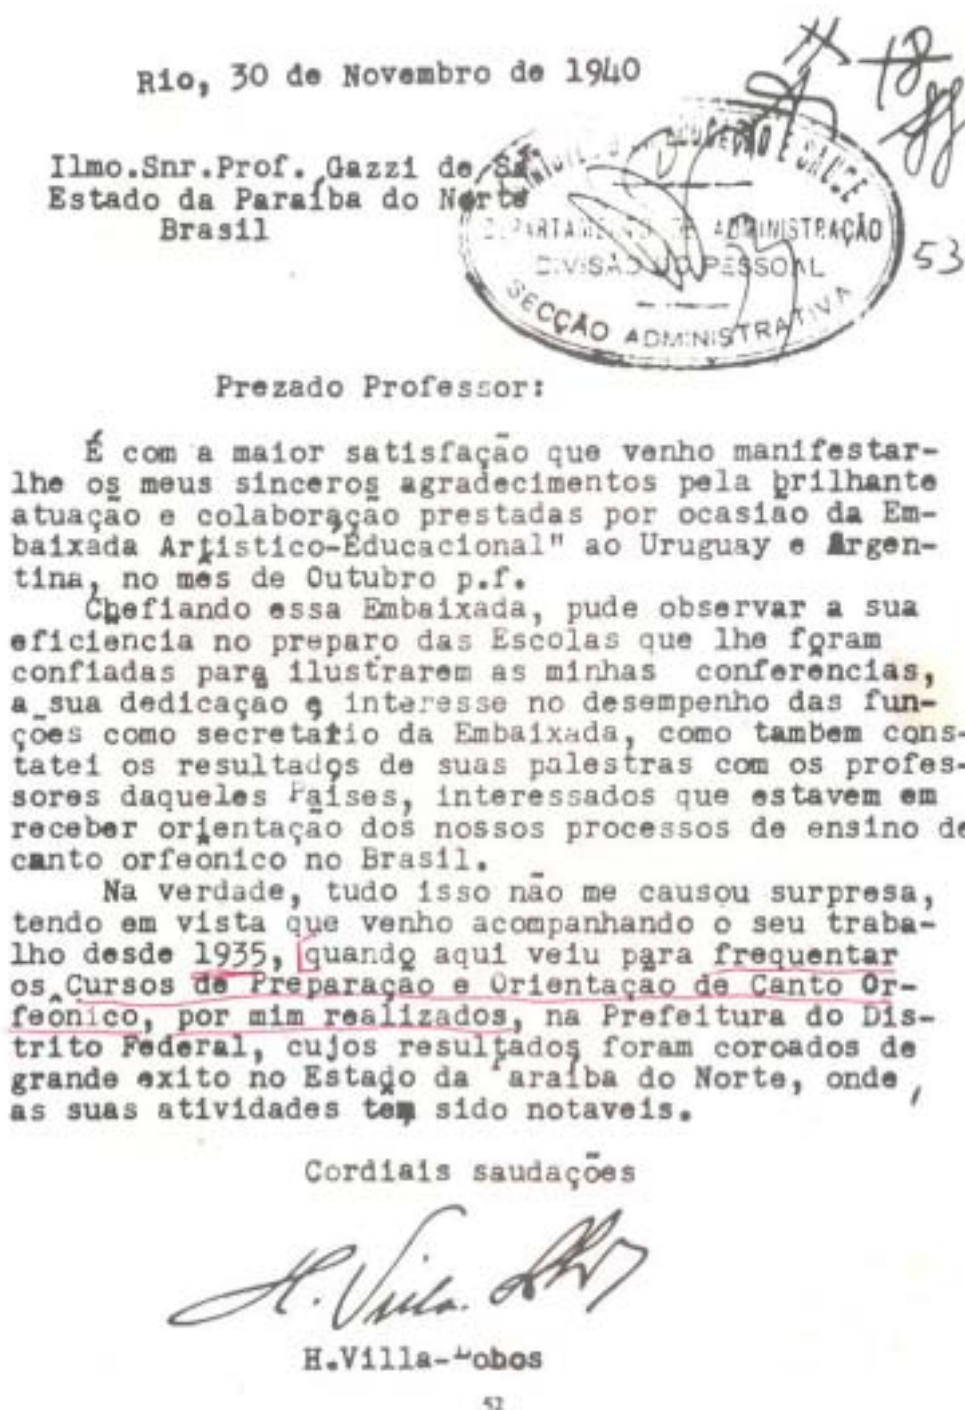 Rio, 30 de Novembro de 1940
18
Ilmo.Snr.Prof. Gazzi de Sá
Estado da Paraíba do Norte
Brasil
EDUCAÇÃO E SAUDE
DEPARTAMENTO DE ADMINISTRAÇÃO
DIVISÃO DO PESSOAL
SECÇÃO ADMINISTRATIVA
53
Prezado Professor:
É com a maior satisfação que venho manifestar-
lhe os meus sinceros agradecimentos pela brilhante
atuação e colaboração prestadas por ocasião da Em-
baixada Artistico-Educacional" ao Uruguay e Argen-
tina, no mês de Outubro p.f.
Chefiando essa Embaixada, pude observar a sua
eficiencia no preparo das Escolas que lhe foram
confiadas para ilustrarem as minhas conferencias,
a sua dedicaçao e interesse no desempenho das fun-
ções como secretario da Embaixada, como tambem cons-
tatei os resultados de suas palestras com os profes-
sores daqueles Paises, interessados que estavem em
receber orientação dos nossos processos de ensino de
canto orfeonico no Brasil.
Na verdade, tudo isso não me causou surpresa,
tendo em vista que venho acompanhando o seu traba-
lho desde 1935, quando aqui veiu para frequentar
os Cursos de Preparação e Orientação de Canto Or-
feônico, por mim realizados, na Prefeitura do Dis-
trito Federal, cujos resultados foram coroados de
grande exito no Estado da Paraíba do Norte, onde
as suas atividades tem sido notaveis.
Cordiais saudações
H. Villa-Lobos
H.Villa-Lobos
52